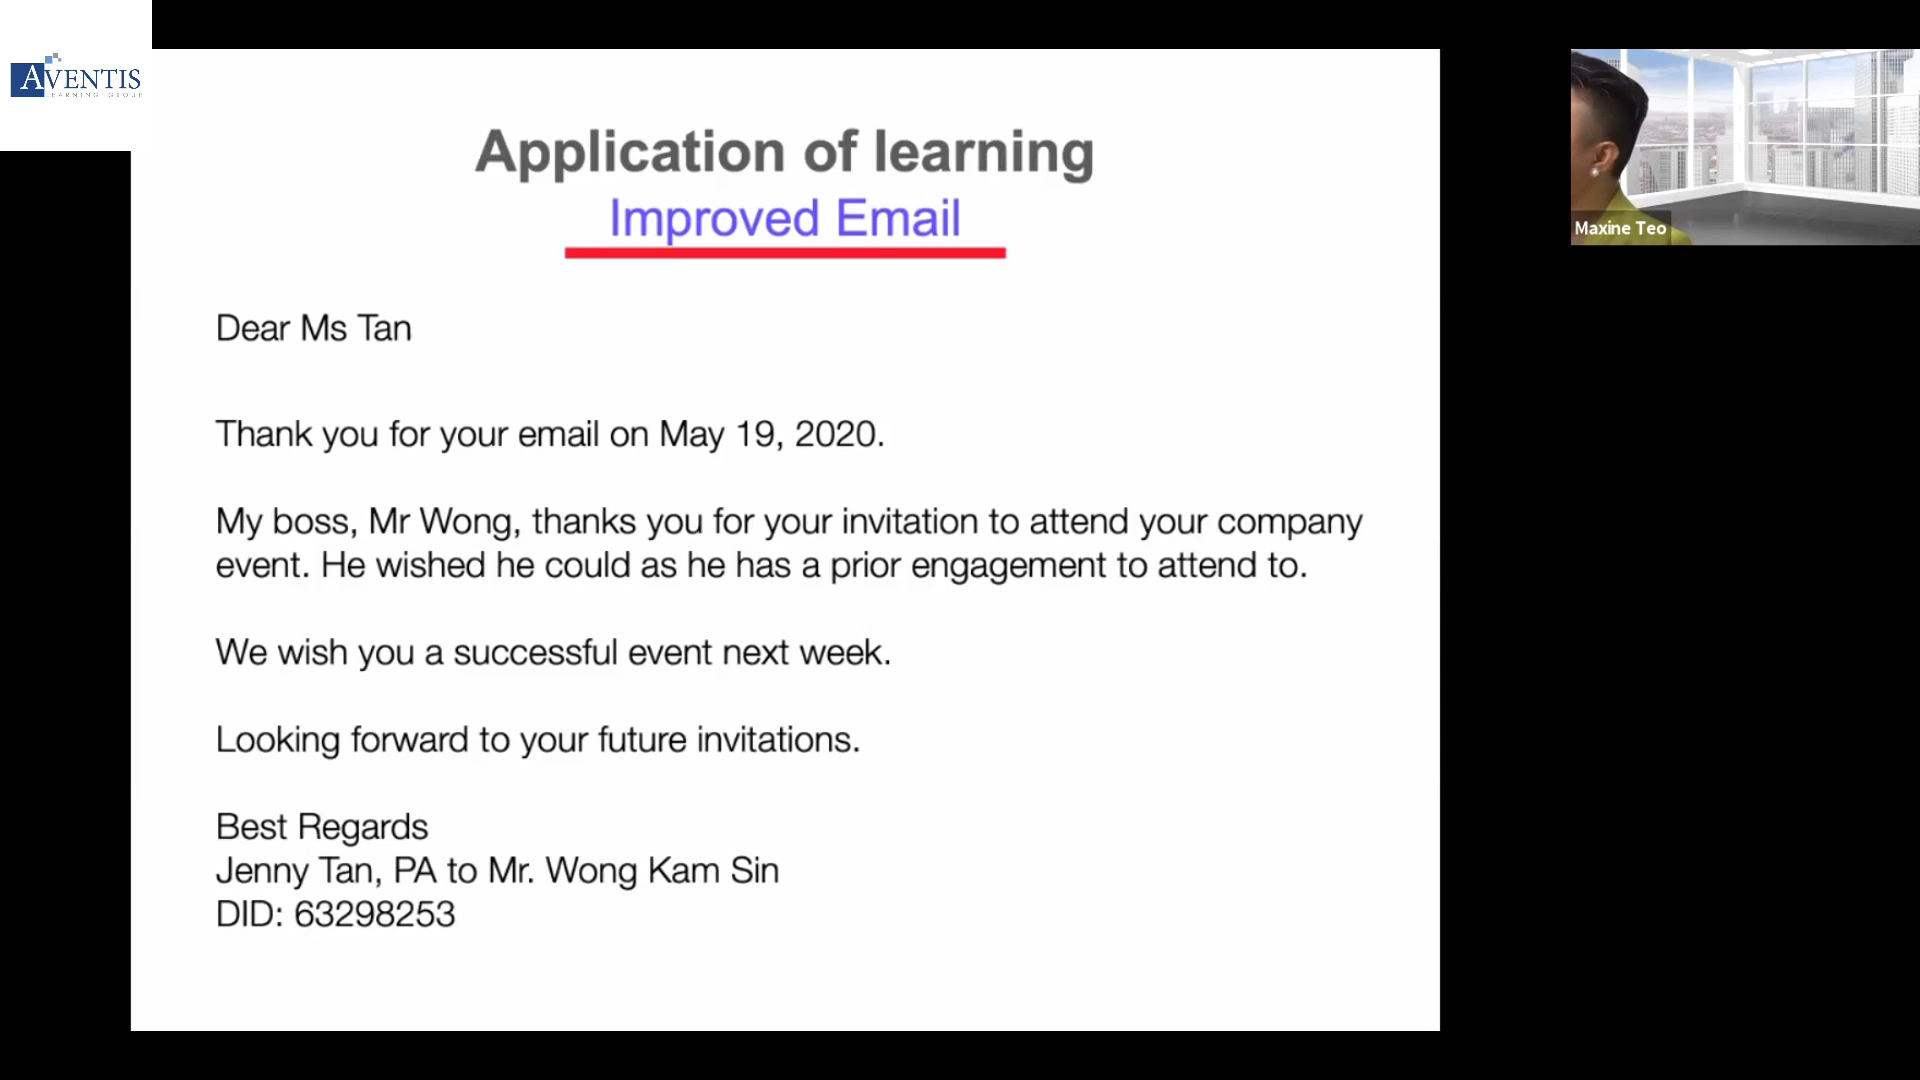 AVENTIS
LEARNING GROUP
Application of learning
Improved Email
Dear Ms Tan
Thank you for your email on May 19, 2020.
My boss, Mr Wong, thanks you for your invitation to attend your company
event. He wished he could as he has a prior engagement to attend to.
We wish you a successful event next week.
Looking forward to your future invitations.
Best Regards
Jenny Tan, PA to Mr. Wong Kam Sin
DID: 63298253
Maxine Teo